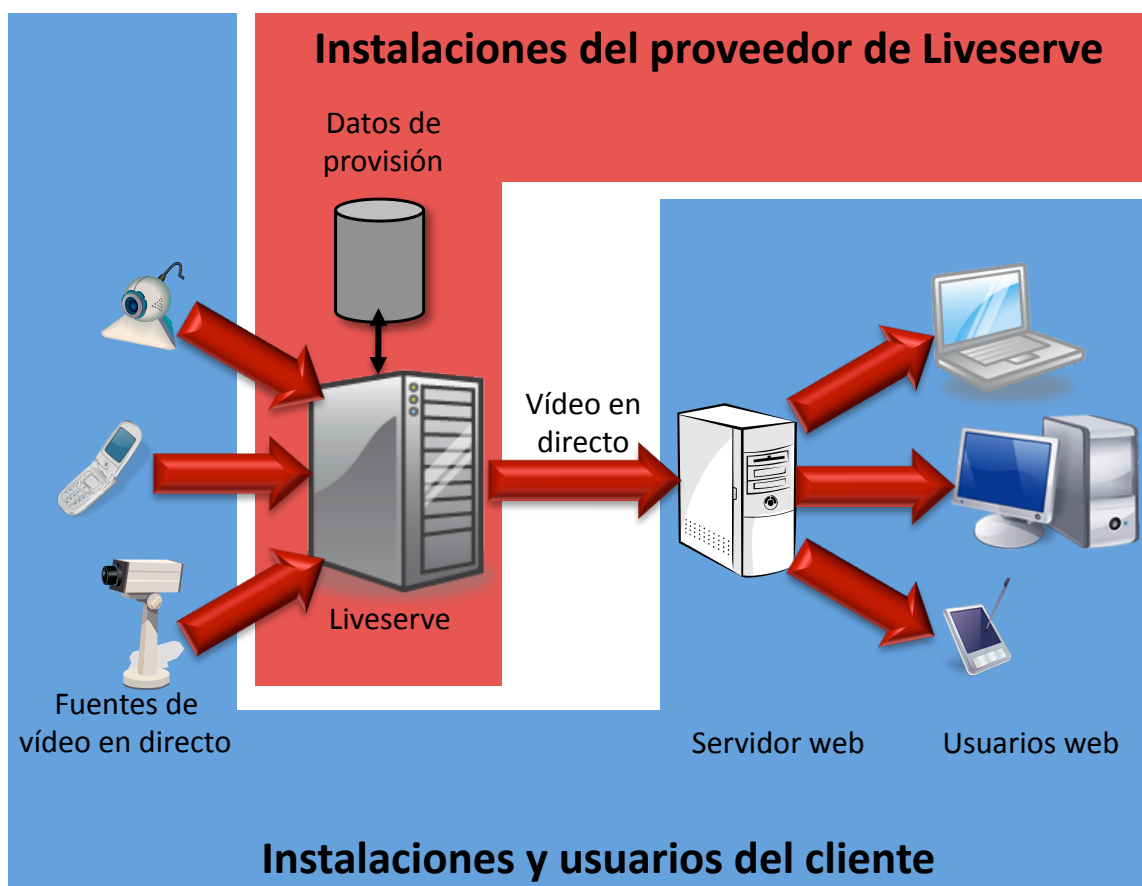 Instalaciones del proveedor de Liveserve
Datos de
provisión
Vídeo en
directo
Liveserve
Fuentes de
vídeo en directo
Servidor web
Usuarios web
Instalaciones y usuarios del cliente